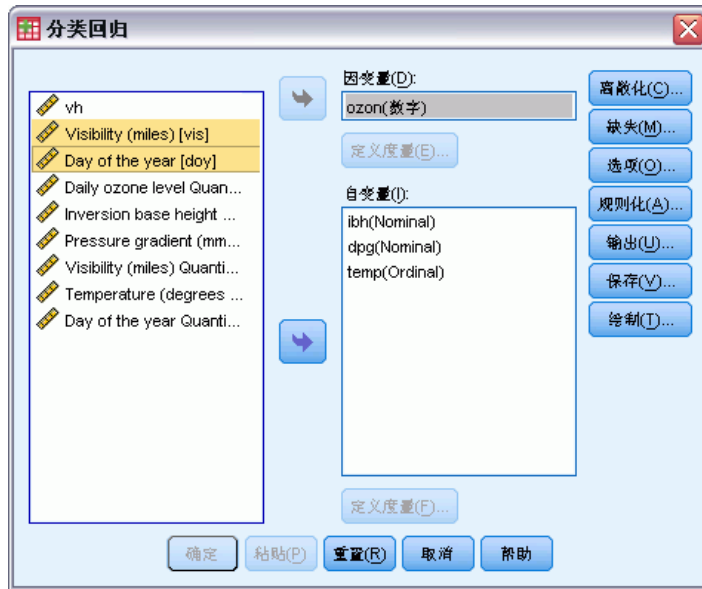 分类回归
vh
Visibility (miles) [vis]
Day of the year [doy]
Daily ozone level Quan...
Inversion base height ...
Pressure gradient (mm...
Visibility (miles) Quanti...
Temperature (degrees ...
Day of the year Quanti...
因变量(D):
ozon(数字)
定义度量(E)...
自变量(I):
ibh(Nominal)
dpg(Nominal)
temp(Ordinal)
定义度量(F)...
离散化(C)...
缺失(M)...
选项(O)...
规则化(A)...
输出(U)...
保存(V)...
绘制(T)...
确定
粘贴(P)
重置(R)
取消
帮助